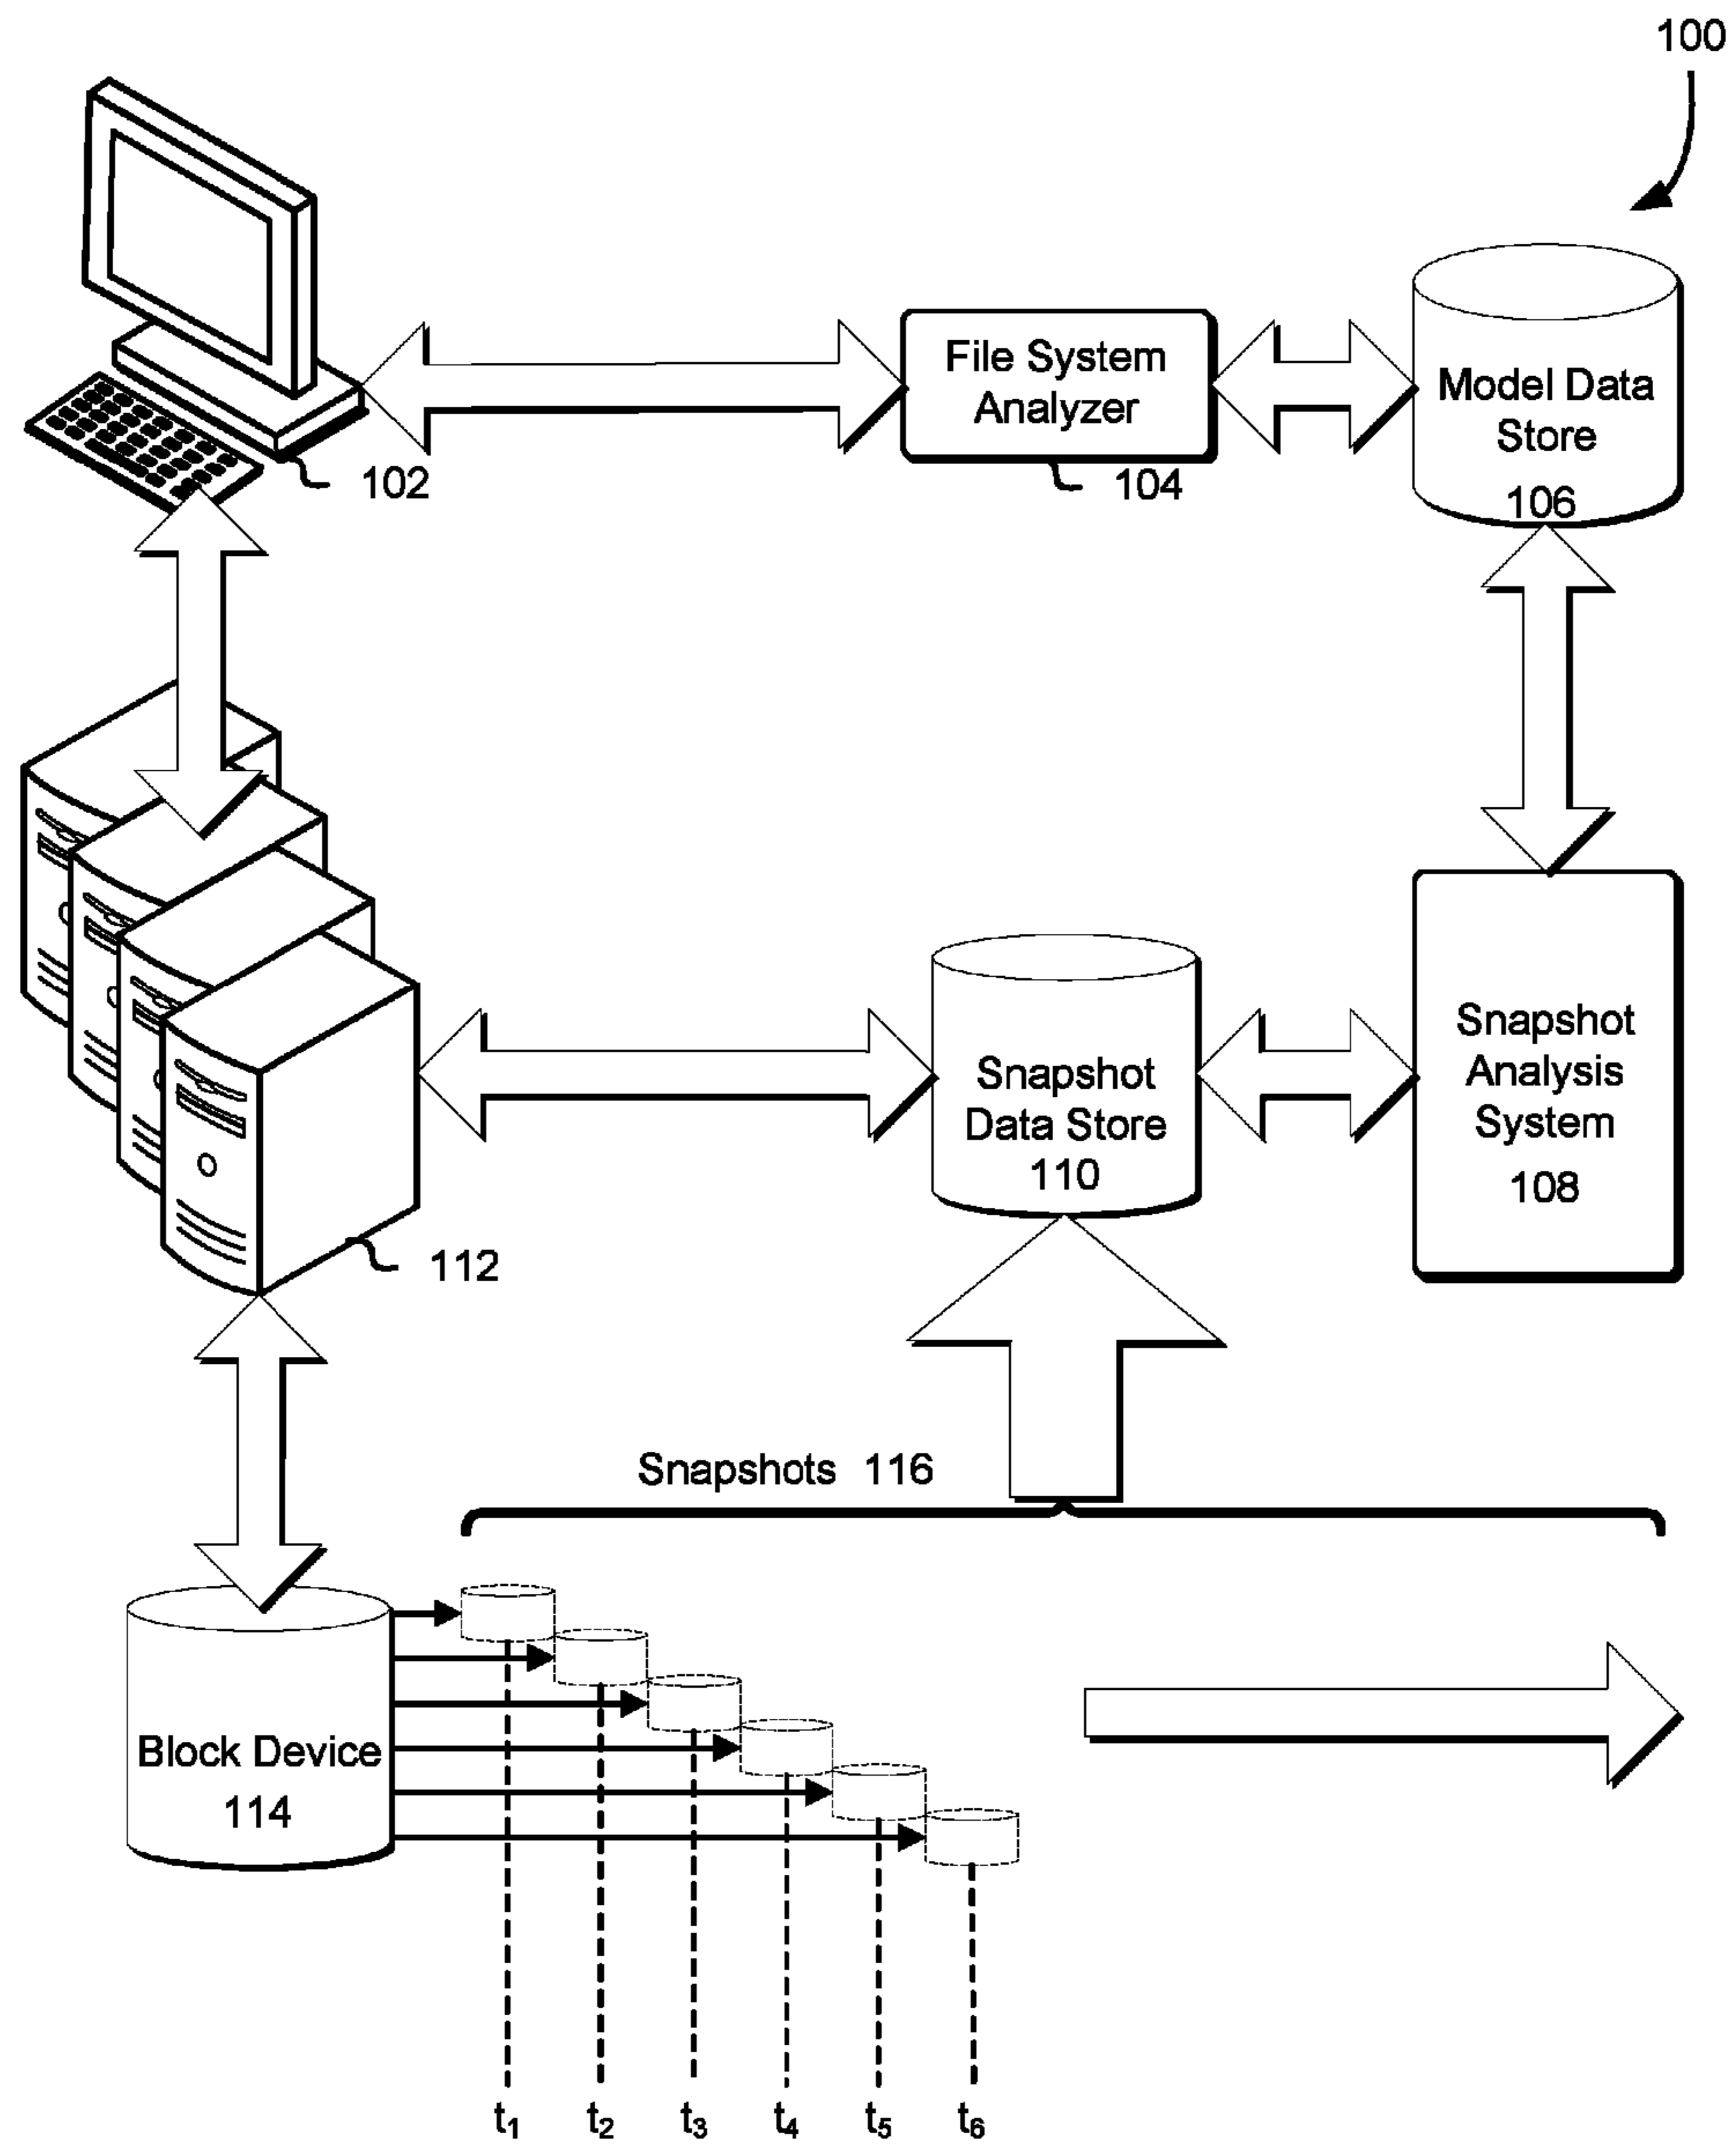 100
File System
Analyzer
104
102
Model Data
Store
106
Snapshot
Data Store
110
Snapshot
Analysis
System
108
112
Snapshots 116
Block Device
114
t1 t2 t3 t4 t5 t6